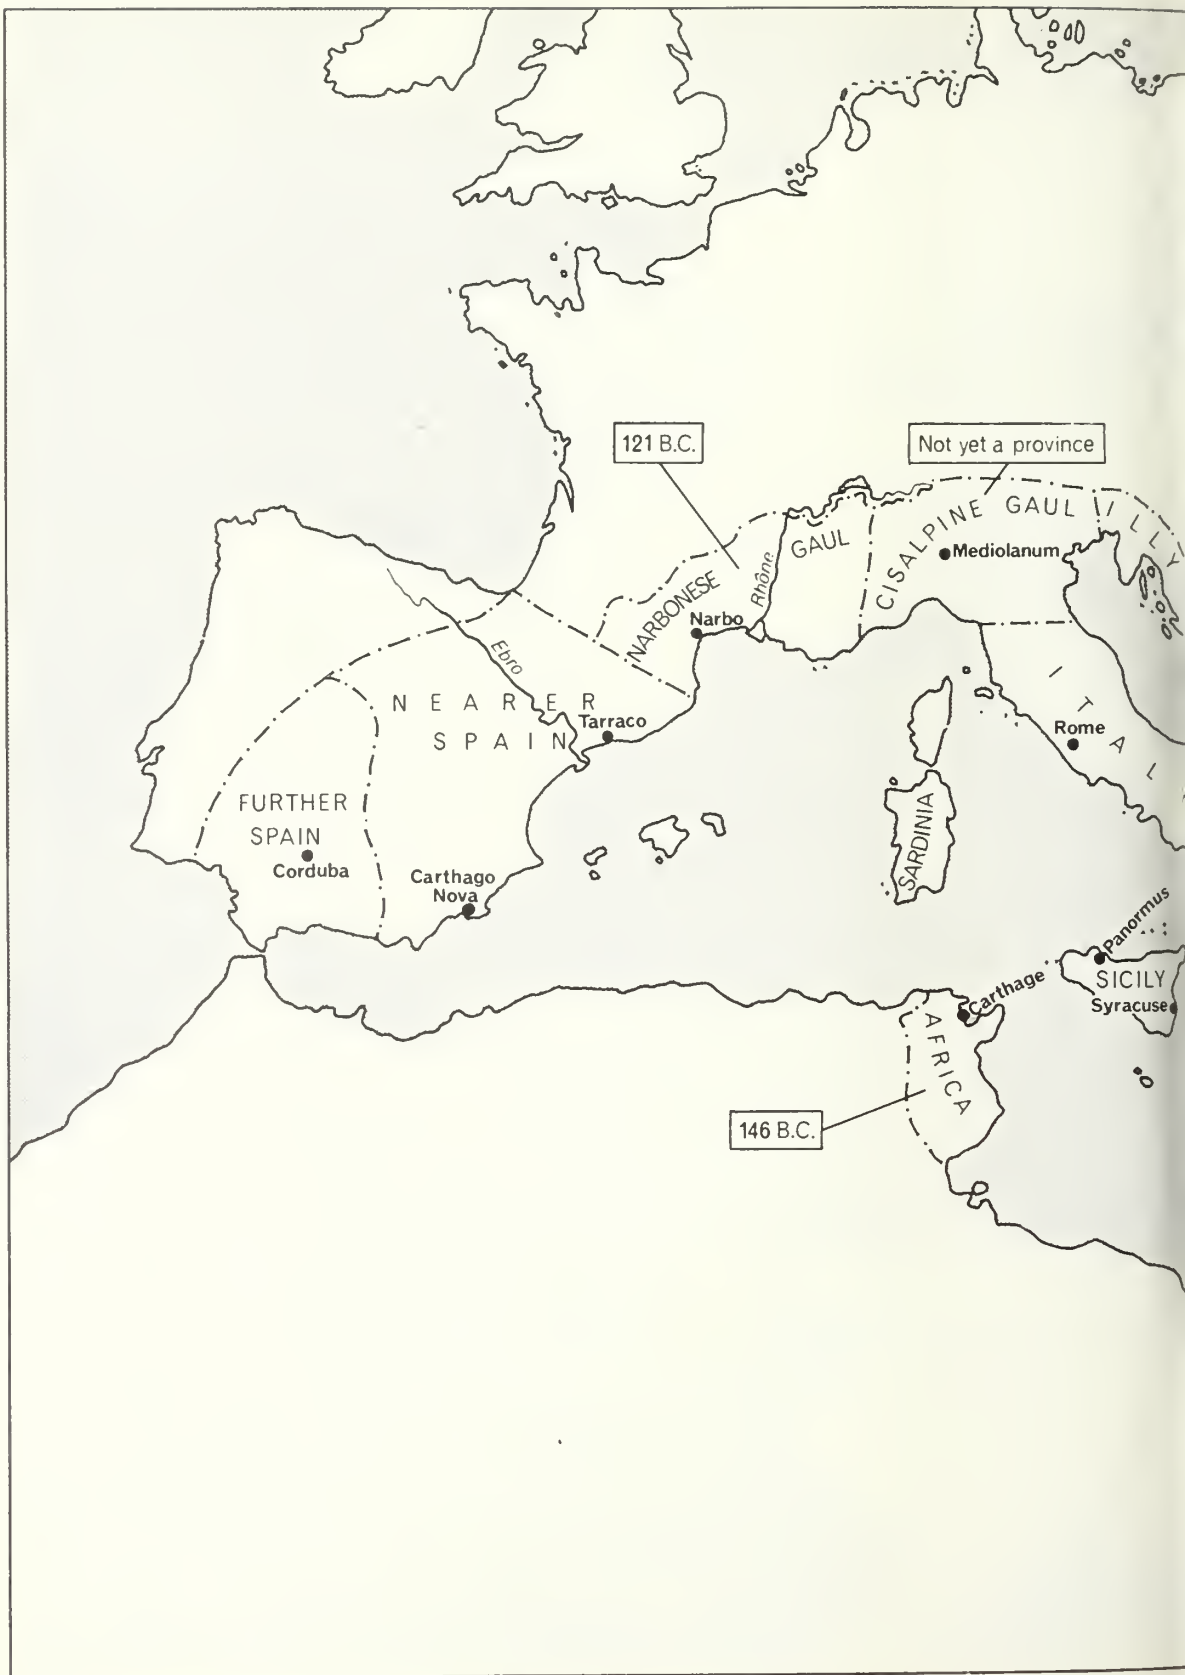 121 B.C.
Not yet a province
CISALPINE GAUL
GAUL
Mediolanum
Rhône
NARBONESE
Narbo
Ebro
NEARER
SPAIN
Tarraco
Rome
FURTHER
SPAIN
Corduba
Carthago
Nova
SARDINIA
Panormus
SICILY
Syracuse
Carthage
AFRICA
146 B.C.